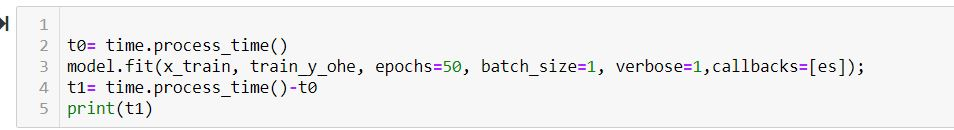 1
2 t0= time.process_time()
3 model.fit(x_train, train_y_ohe, epochs=50, batch_size=1, verbose=1,callbacks=[es]);
4 t1= time.process_time()-t0
5 print(t1)